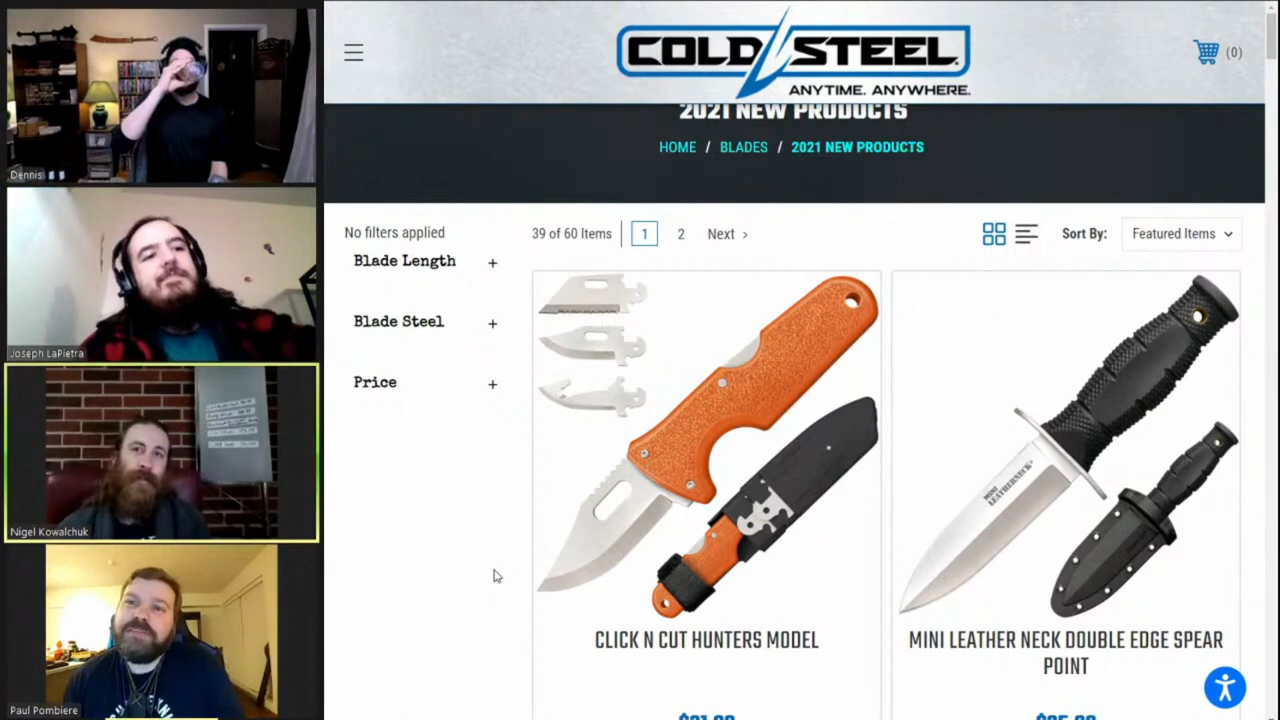 Dennis
Joseph LaPietra
Nigel Kowalchuk
Paul Pombiere
COLD STEEL
ANYTIME. ANYWHERE.
(0)
2021 NEW PRODUCTS
HOME / BLADES / 2021 NEW PRODUCTS
No filters applied
Blade Length +
Blade Steel +
Price +
39 of 60 Items
1 2 Next >
Sort By: Featured Items
MINI
LEATHERNECK
CLICK N CUT HUNTERS MODEL
MINI LEATHER NECK DOUBLE EDGE SPEAR
POINT